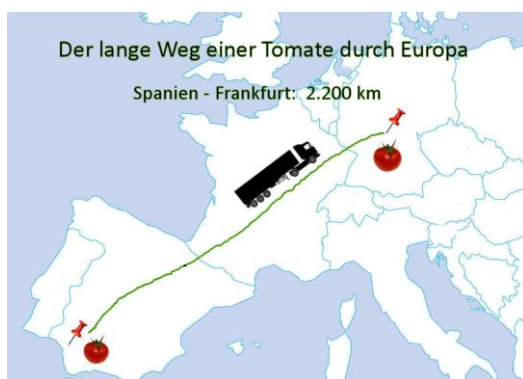 Der lange Weg einer Tomate durch Europa
Spanien - Frankfurt: 2.200 km